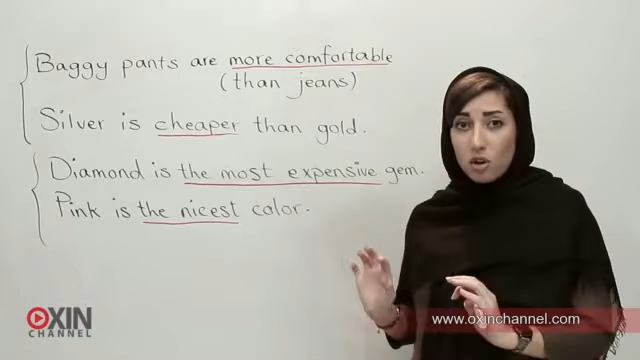 Baggy pants are more comfortable
(than jeans)
Silver is cheaper than gold.
Diamond is the most expensive gem.
Pink is the nicest color.
OXIN
CHANNEL
www.oxinchannel.com